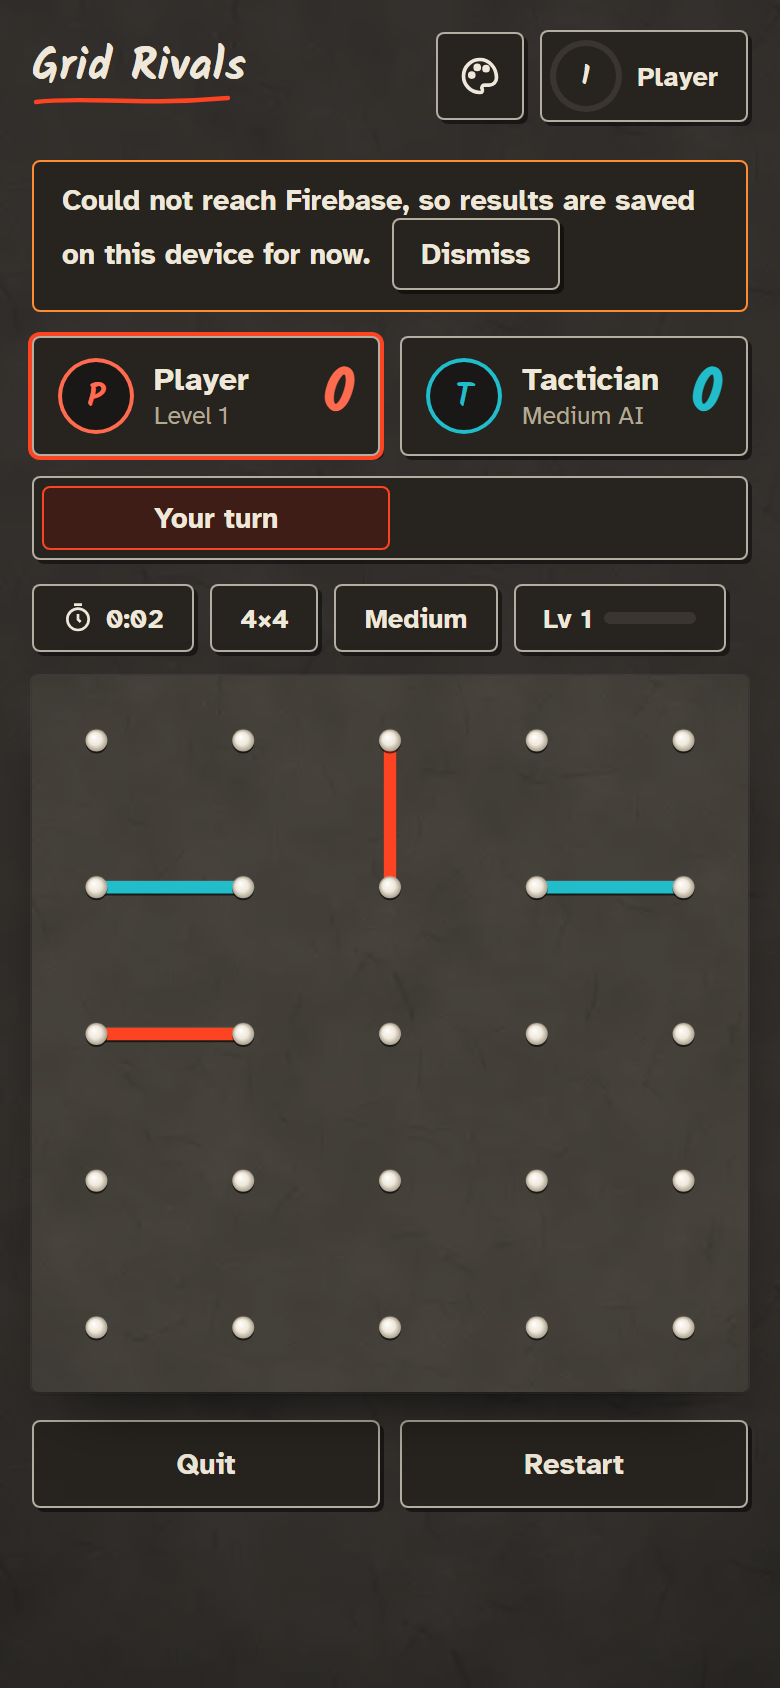 Grid Rivals
1
Player
Could not reach Firebase, so results are saved
on this device for now. Dismiss
P
Player
Level 1
0
T
Tactician
Medium AI
0
Your turn
0:02
4×4
Medium
Lv 1
Quit
Restart